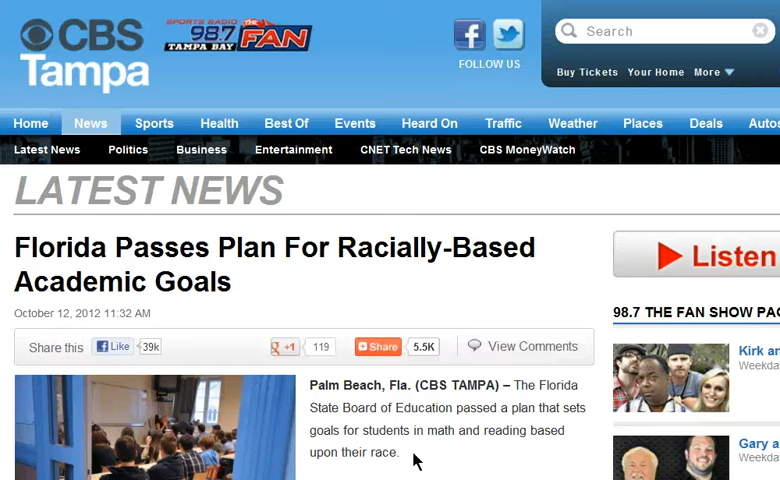 CBS
Tampa
SPORTS RADIO
98.7 THE FAN
TAMPA BAY
FOLLOW US
Search
Buy Tickets Your Home More
Home News Sports Health Best Of Events Heard On Traffic Weather Places Deals Autos
Latest News Politics Business Entertainment CNET Tech News CBS MoneyWatch
LATEST NEWS
Florida Passes Plan For Racially-Based
Academic Goals
October 12, 2012 11:32 AM
Share this Like 39k +1 119 Share 5.5K View Comments
Listen
98.7 THE FAN SHOW PAG
Kirk an
Weekda
Palm Beach, Fla. (CBS TAMPA) – The Florida
State Board of Education passed a plan that sets
goals for students in math and reading based
upon their race.
Gary a
Weekda